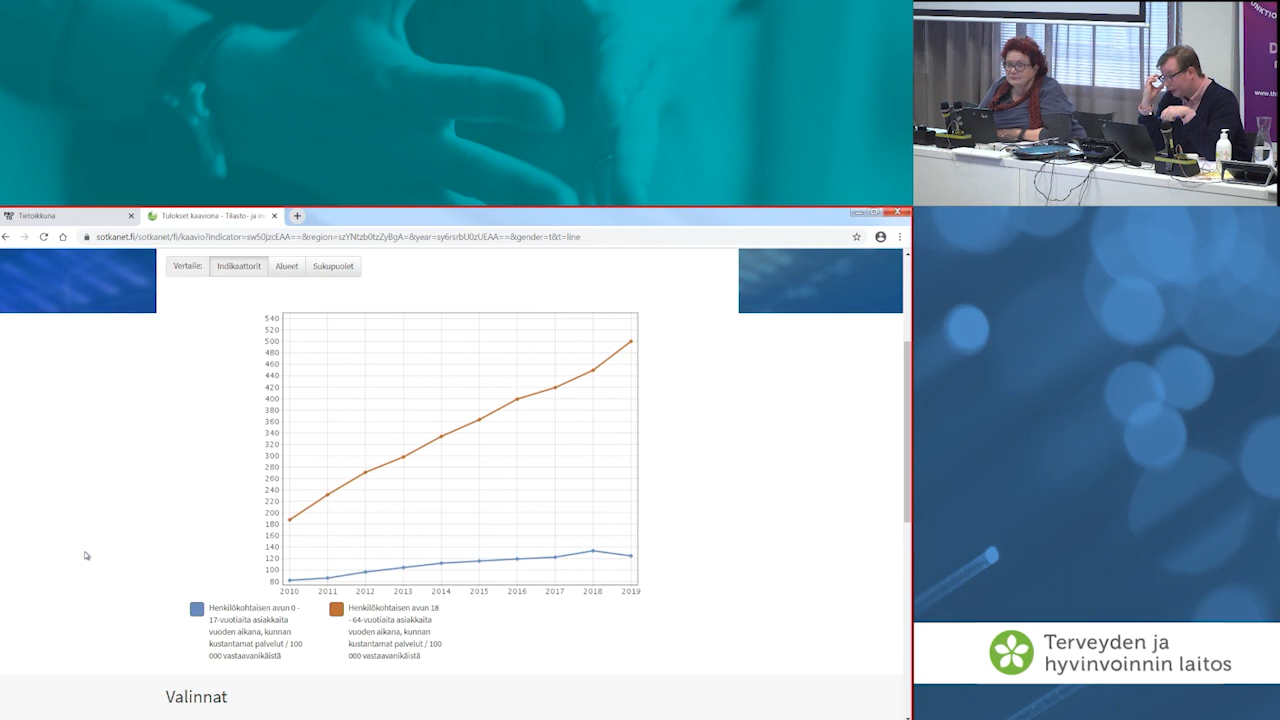 Tietoikkuna
Tulokset kaaviona - Tilasto- ja in
sotkanet.fi/sotkanet/fi/kaavio?indicator=sw50jzcEAA==&region=szYNtzb0tzZyBgA=&year=sy6rsrbU0zUEAA==&gender=t&t=line
Vertaile:
Indikaattorit
Alueet
Sukupuolet
540
520
500
480
460
440
420
400
380
360
340
320
300
280
260
240
220
200
180
160
140
120
100
80
2010 2011 2012 2013 2014 2015 2016 2017 2018 2019
Henkilökohtaisen avun 0 -
17-vuotiaita asiakkaita
vuoden aikana, kunnan
kustantamat palvelut / 100
000 vastaavanikäistä
Henkilökohtaisen avun 18
- 64-vuotiaita asiakkaita
vuoden aikana, kunnan
kustantamat palvelut / 100
000 vastaavanikäistä
Valinnat
Terveyden ja
hyvinvoinnin laitos